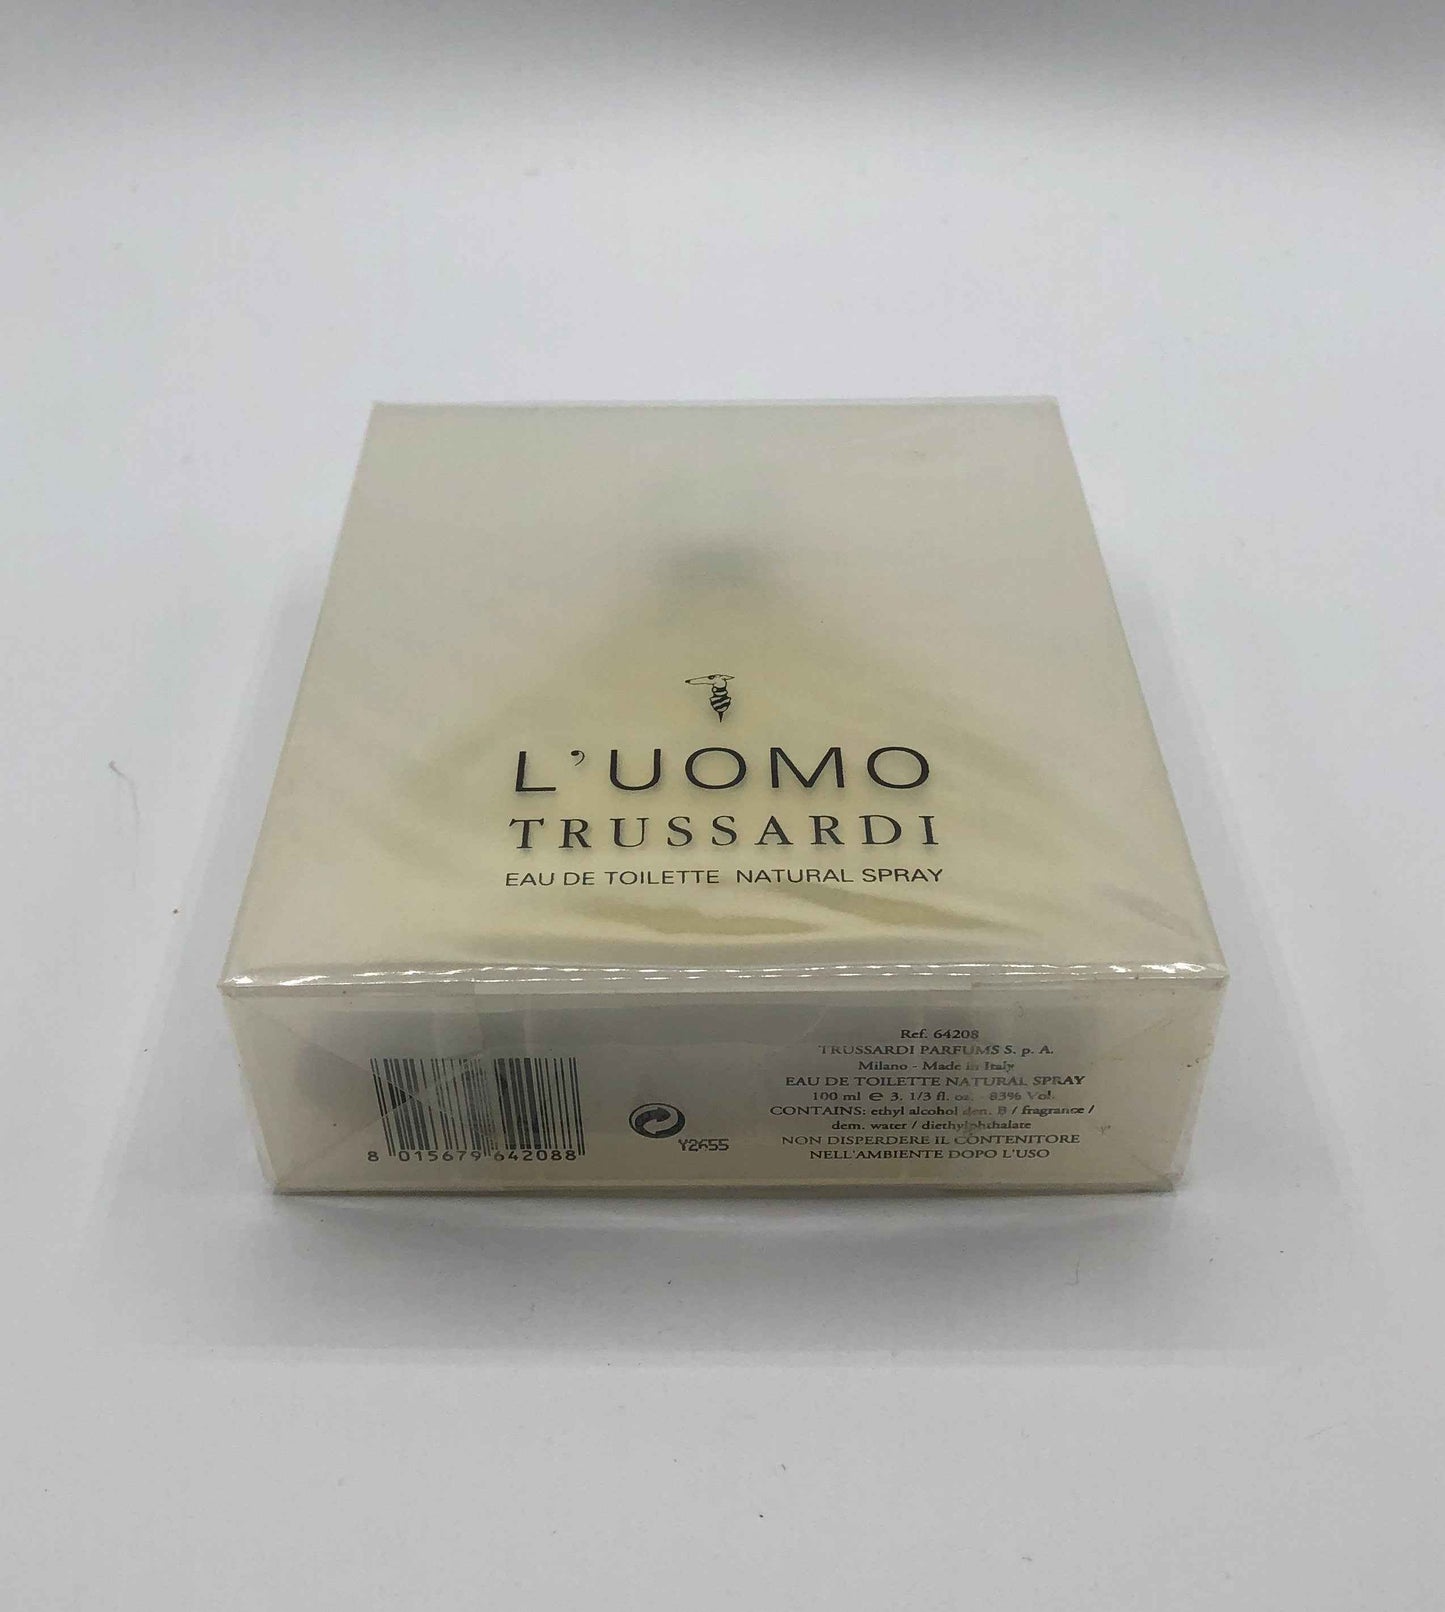 L'UOMO
TRUSSARDI
EAU DE TOILETTE NATURAL SPRAY
8 015679 642088
Y2655
Ref. 64208
TRUSSARDI PARFUMS S. p. A.
Milano - Made in Italy
EAU DE TOILETTE NATURAL SPRAY
100 ml e 3. 1/3 fl. oz. - 83% Vol.
CONTAINS: ethyl alcohol den. B / fragrance /
dem. water / diethylphthalate
NON DISPERDERE IL CONTENITORE
NELL'AMBIENTE DOPO L'USO